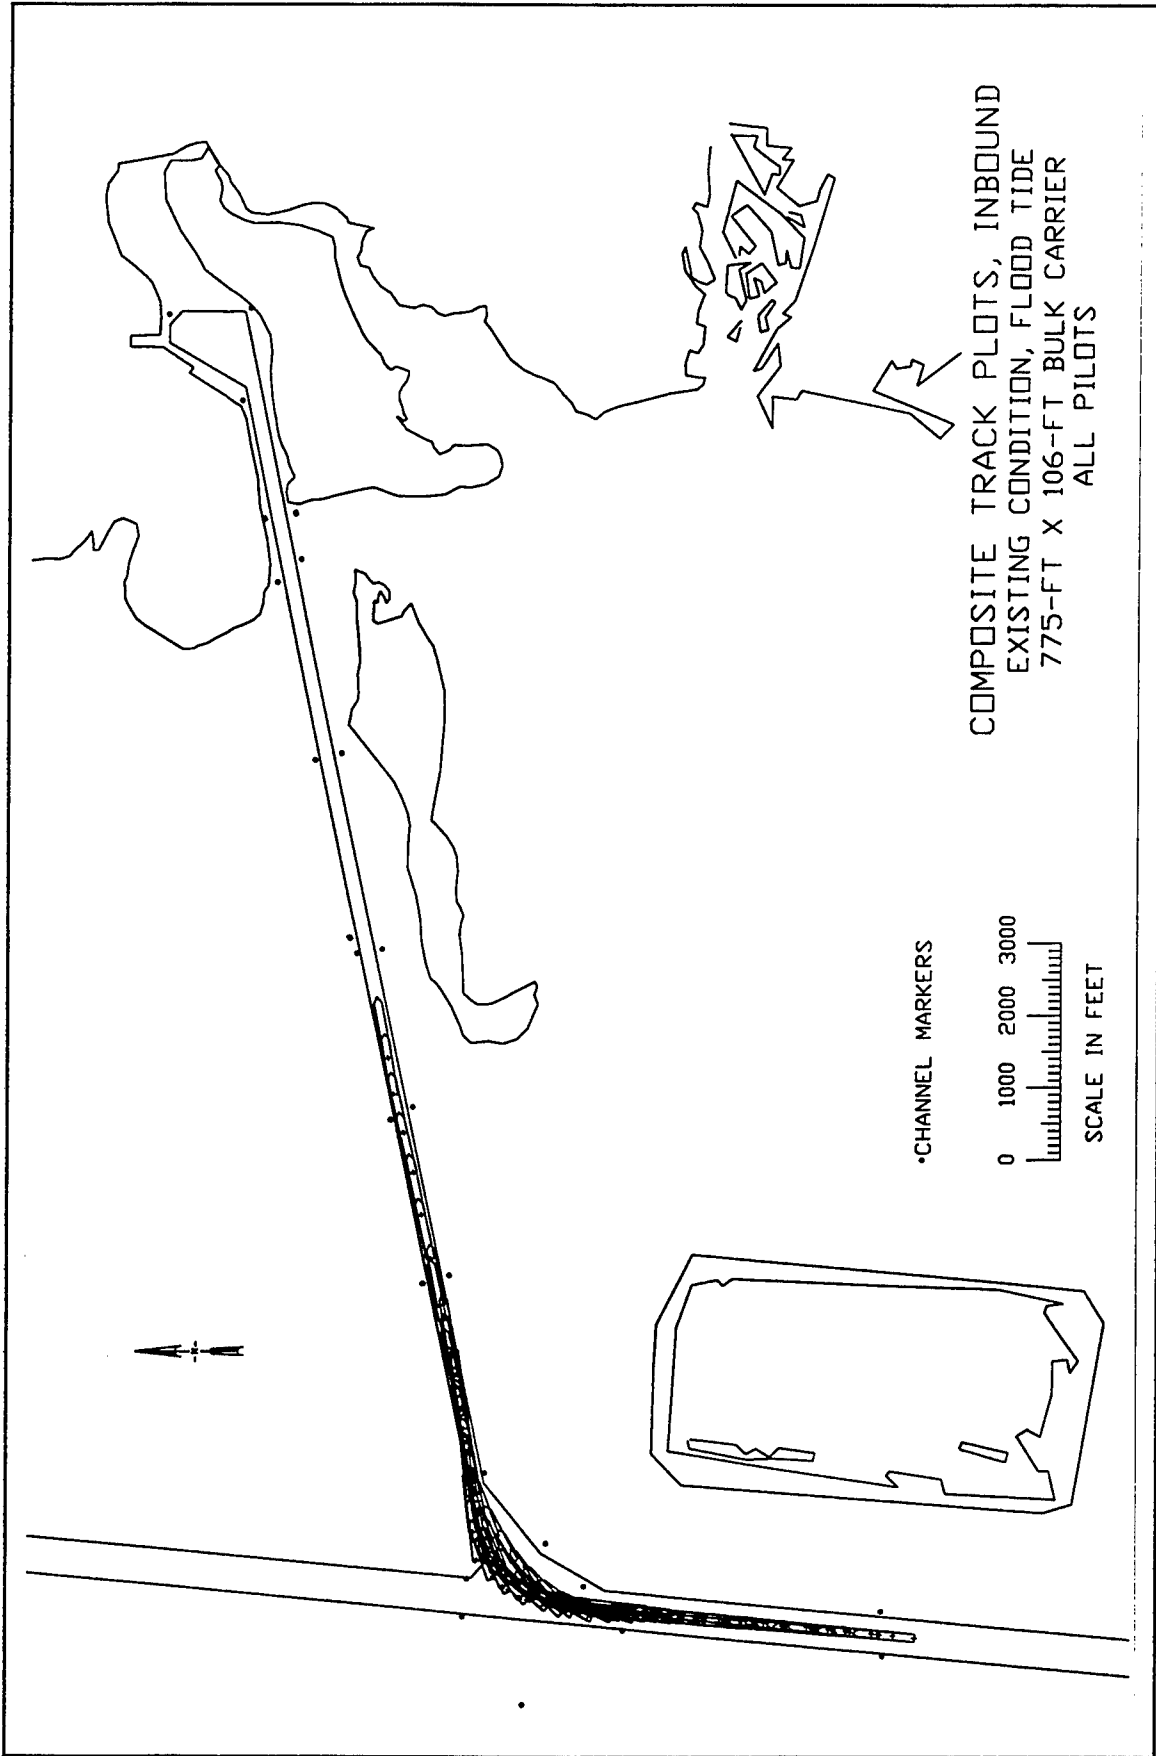 COMPOSITE TRACK PLOTS, INBOUND
EXISTING CONDITION, FLOOD TIDE
775-FT X 106-FT BULK CARRIER
ALL PILOTS
•CHANNEL MARKERS
0 1000 2000 3000
SCALE IN FEET